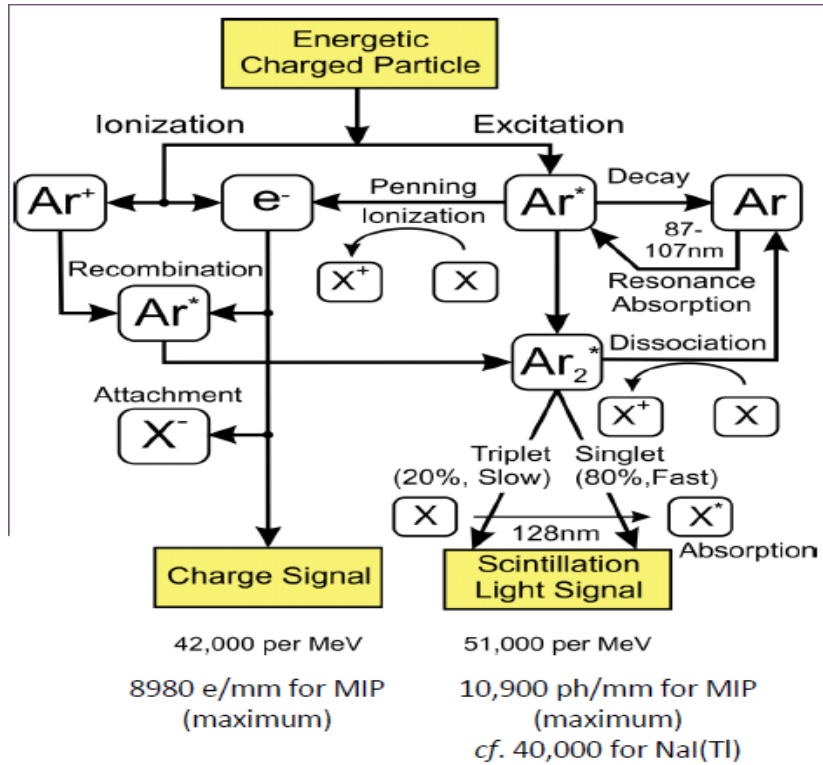 Energetic
Charged Particle
Ionization
Excitation
Ar+
e-
Penning
Ionization
Ar*
Decay
Ar
87-
107nm
X+
X
Resonance
Absorption
Recombination
Ar*
Ar2*
Dissociation
X+
X
Attachment
X-
Triplet
(20%, Slow)
Singlet
(80%,Fast)
X
128nm
X*
Absorption
Charge Signal
Scintillation
Light Signal
42,000 per MeV
51,000 per MeV
8980 e/mm for MIP
(maximum)
10,900 ph/mm for MIP
(maximum)
cf. 40,000 for NaI(Tl)